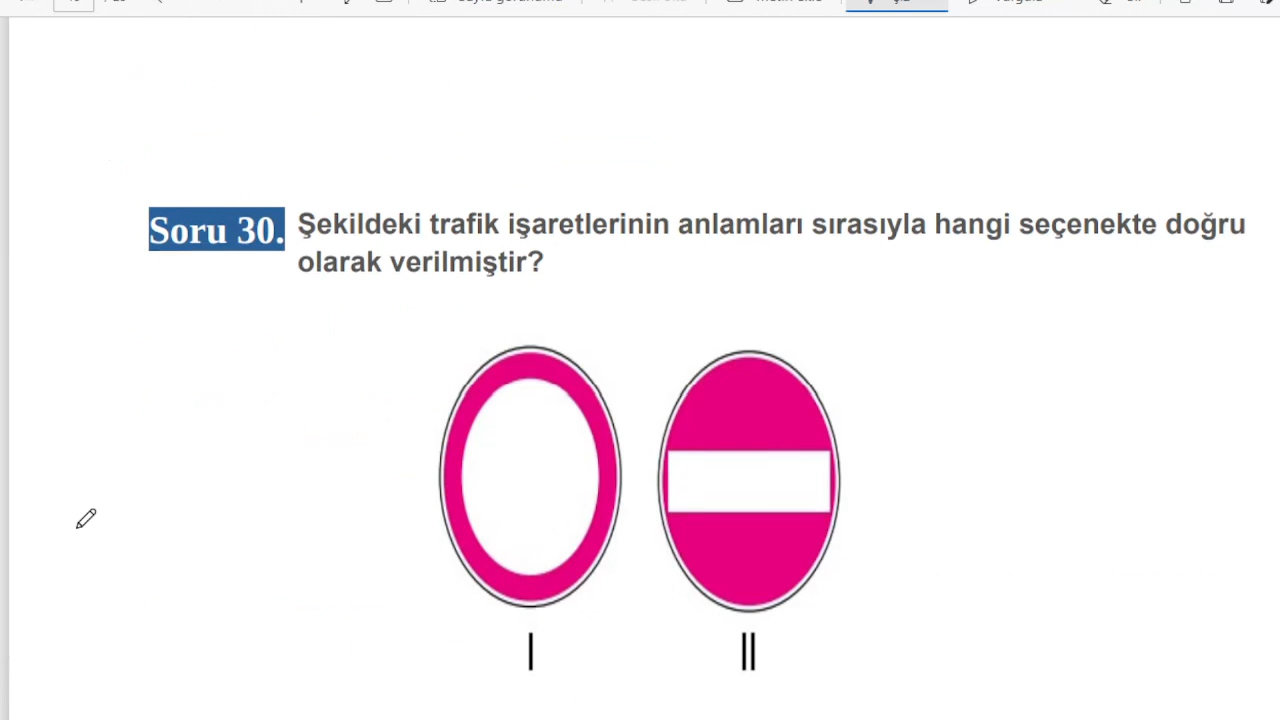 Soru 30. Şekildeki trafik işaretlerinin anlamları sırasıyla hangi seçenekte doğru
olarak verilmiştir?
I II